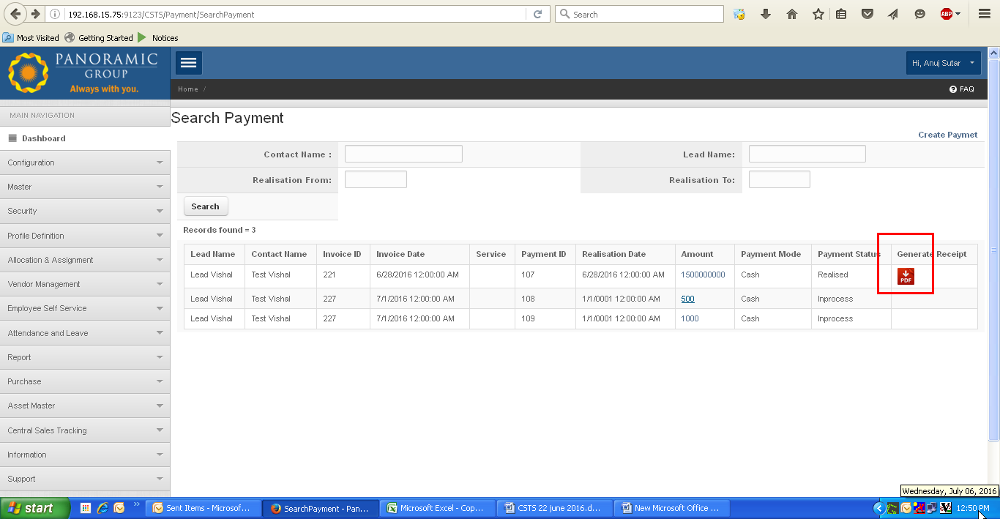 192.168.15.75:9123/CSTS/Payment/SearchPayment
Search
ABP
Most Visited Getting Started Notices
PANORAMIC
GROUP
Always with you.
Hi, Anuj Sutar
Home /
FAQ
MAIN NAVIGATION
Dashboard
Configuration
Master
Security
Profile Definition
Allocation & Assignment
Vendor Management
Employee Self Service
Attendance and Leave
Report
Purchase
Asset Master
Central Sales Tracking
Information
Support
Search Payment
Create Paymet
Contact Name : Lead Name:
Realisation From: Realisation To:
Search
Records found = 3
Lead Name Contact Name Invoice ID Invoice Date Service Payment ID Realisation Date Amount Payment Mode Payment Status Generate Receipt
Lead Vishal Test Vishal 221 6/28/2016 12:00:00 AM 107 6/28/2016 12:00:00 AM 1500000000 Cash Realised PDF
Lead Vishal Test Vishal 227 7/1/2016 12:00:00 AM 108 1/1/0001 12:00:00 AM 500 Cash Inprocess
Lead Vishal Test Vishal 227 7/1/2016 12:00:00 AM 109 1/1/0001 12:00:00 AM 1000 Cash Inprocess
Wednesday, July 06, 2016
start Sent Items - Microsof... SearchPayment - Pan... Microsoft Excel - Cop... CSTS 22 june 2016.d... New Microsoft Office ... 12:50 PM